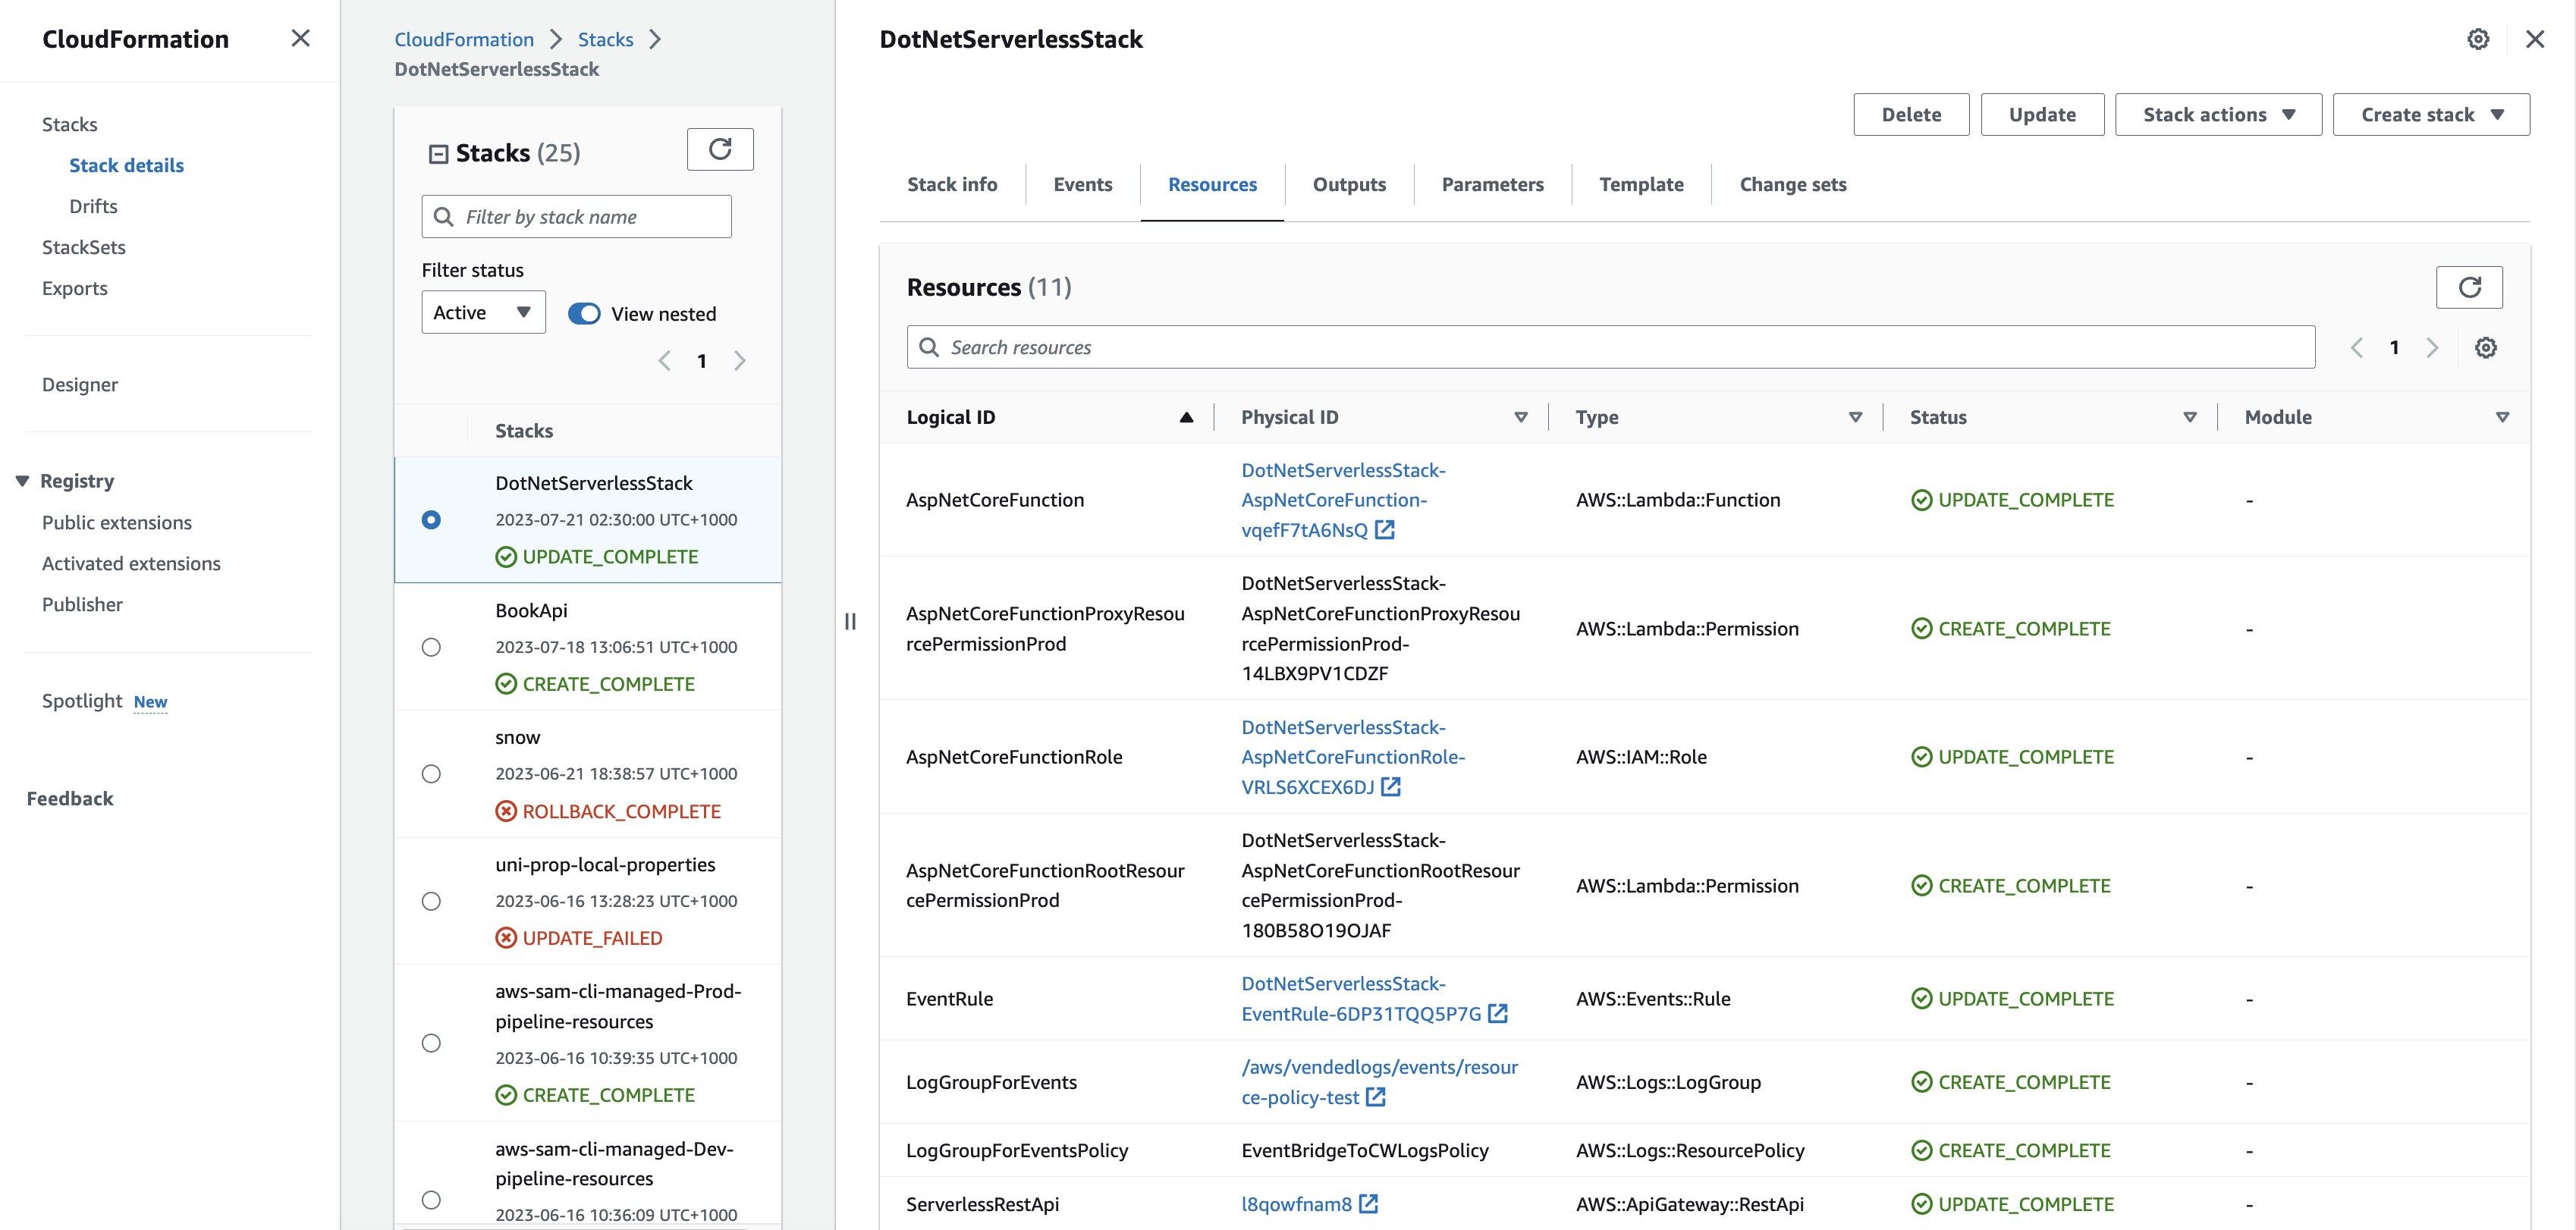 CloudFormation
Stacks
Stack details
Drifts
StackSets
Exports
Designer
Registry
Public extensions
Activated extensions
Publisher
Spotlight New
Feedback
CloudFormation
Stacks
DotNetServerlessStack
Stacks (25)
Filter by stack name
Filter status
Active
View nested
1
Stacks
DotNetServerlessStack
2023-07-21 02:30:00 UTC+1000
UPDATE_COMPLETE
BookApi
2023-07-18 13:06:51 UTC+1000
CREATE_COMPLETE
snow
2023-06-21 18:38:57 UTC+1000
ROLLBACK_COMPLETE
uni-prop-local-properties
2023-06-16 13:28:23 UTC+1000
UPDATE_FAILED
aws-sam-cli-managed-Prod-
pipeline-resources
2023-06-16 10:39:35 UTC+1000
CREATE_COMPLETE
aws-sam-cli-managed-Dev-
pipeline-resources
2023-06-16 10:36:09 UTC+1000
DotNetServerlessStack
Delete
Update
Stack actions
Create stack
Stack info
Events
Resources
Outputs
Parameters
Template
Change sets
Resources (11)
Search resources
1
Logical ID
Physical ID
Type
Status
Module
AspNetCoreFunction
DotNetServerlessStack-
AspNetCoreFunction-
vqefF7tA6NsQ
AWS::Lambda::Function
UPDATE_COMPLETE
-
AspNetCoreFunctionProxyResou
rcePermissionProd
DotNetServerlessStack-
AspNetCoreFunctionProxyResou
rcePermissionProd-
14LBX9PV1CDZF
AWS::Lambda::Permission
CREATE_COMPLETE
-
AspNetCoreFunctionRole
DotNetServerlessStack-
AspNetCoreFunctionRole-
VRLS6XCEX6DJ
AWS::IAM::Role
UPDATE_COMPLETE
-
AspNetCoreFunctionRootResour
cePermissionProd
DotNetServerlessStack-
AspNetCoreFunctionRootResour
cePermissionProd-
180B58O19OJAF
AWS::Lambda::Permission
CREATE_COMPLETE
-
EventRule
DotNetServerlessStack-
EventRule-6DP31TQQ5P7G
AWS::Events::Rule
UPDATE_COMPLETE
-
LogGroupForEvents
/aws/vendedlogs/events/resour
ce-policy-test
AWS::Logs::LogGroup
CREATE_COMPLETE
-
LogGroupForEventsPolicy
EventBridgeToCWLogsPolicy
AWS::Logs::ResourcePolicy
CREATE_COMPLETE
-
ServerlessRestApi
l8qowfnam8
AWS::ApiGateway::RestApi
UPDATE_COMPLETE
-